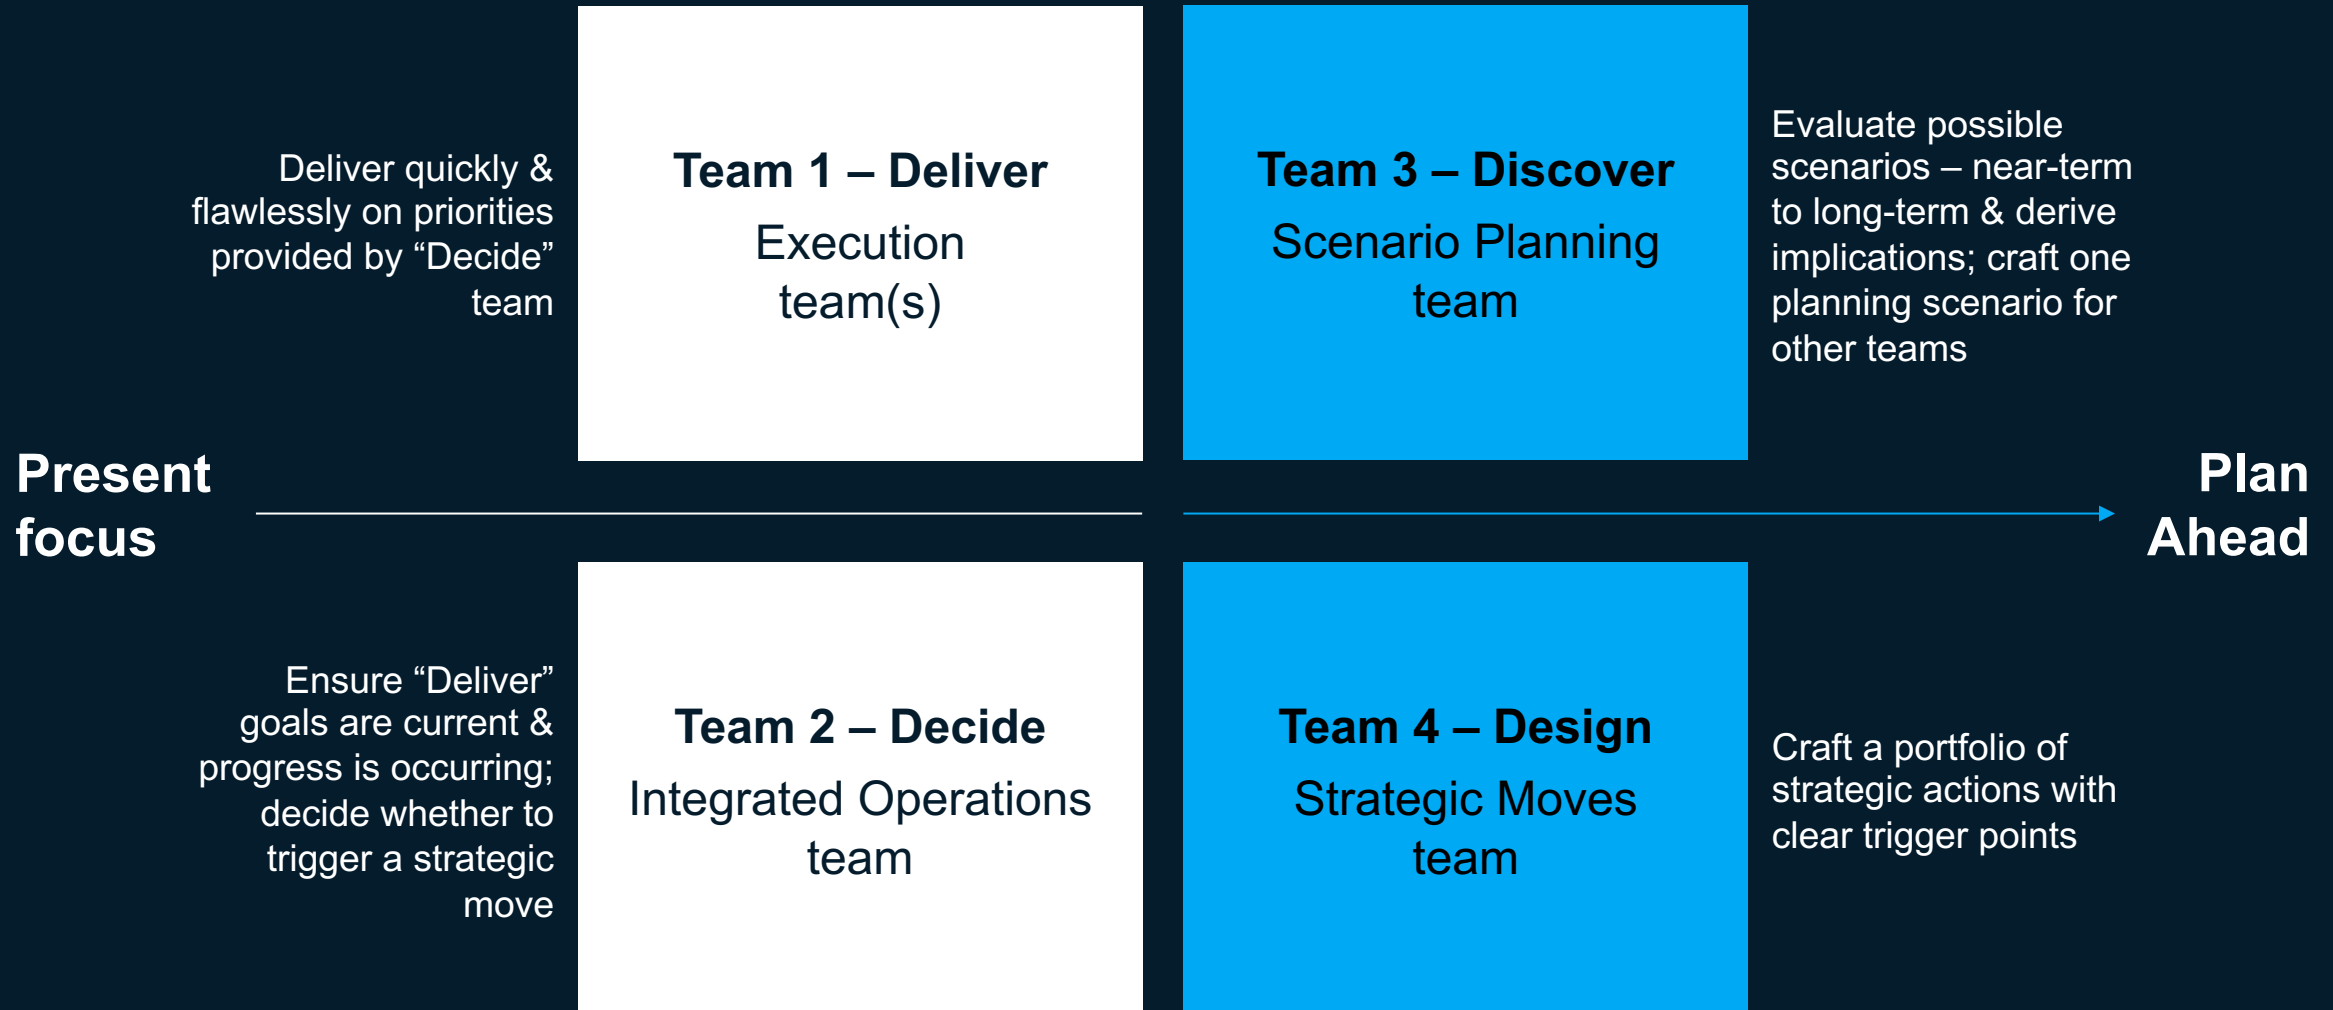 Deliver quickly &
flawlessly on priorities
provided by “Decide”
team
Team 1 – Deliver
Execution
team(s)
Team 3 – Discover
Scenario Planning
team
Evaluate possible
scenarios – near-term
to long-term & derive
implications; craft one
planning scenario for
other teams
Present
focus
Plan
Ahead
Ensure “Deliver”
goals are current &
progress is occurring;
decide whether to
trigger a strategic
move
Team 2 – Decide
Integrated Operations
team
Team 4 – Design
Strategic Moves
team
Craft a portfolio of
strategic actions with
clear trigger points